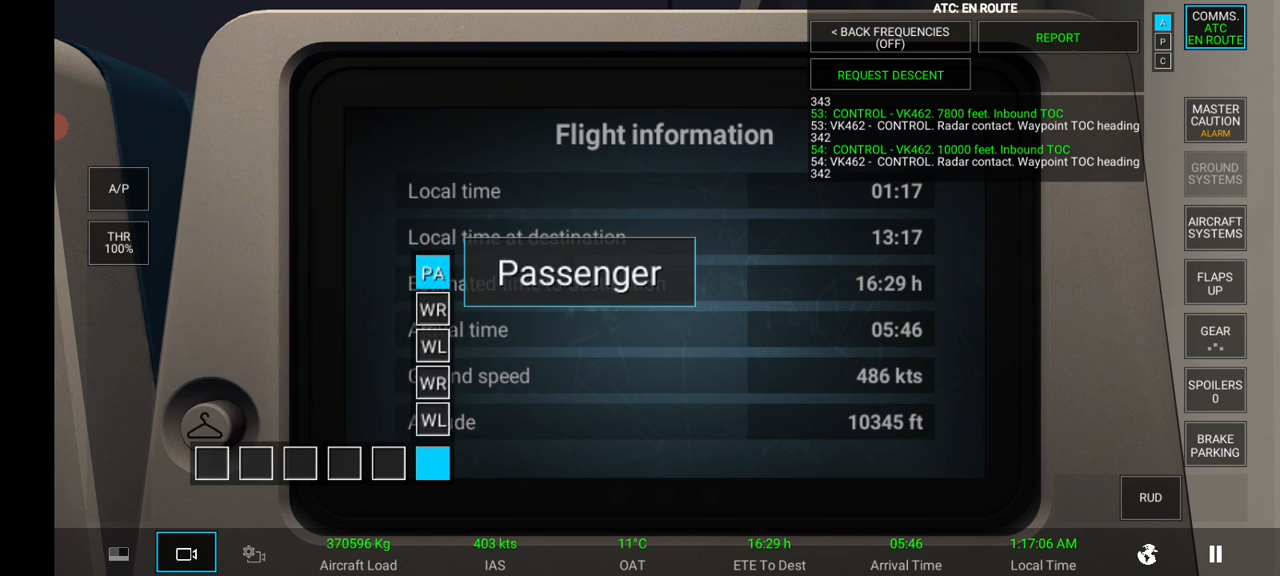 ATC: EN ROUTE
< BACK FREQUENCIES
(OFF)
REPORT
REQUEST DESCENT
343
53: CONTROL - VK462. 7800 feet. Inbound TOC
53: VK462 - CONTROL. Radar contact. Waypoint TOC heading
342
54: CONTROL - VK462. 10000 feet. Inbound TOC
54: VK462 - CONTROL. Radar contact. Waypoint TOC heading
342
A
P
C
COMMS.
ATC
EN ROUTE
MASTER
CAUTION
ALARM
GROUND
SYSTEMS
AIRCRAFT
SYSTEMS
FLAPS
UP
GEAR
SPOILERS
0
BRAKE
PARKING
RUD
A/P
THR
100%
Flight information
Local time 01:17
Local time at destination 13:17
Estimated time to destination 16:29 h
Arrival time 05:46
Ground speed 486 kts
Altitude 10345 ft
PA
Passenger
WR
WL
WR
WL
370596 Kg
Aircraft Load
403 kts
IAS
11°C
OAT
16:29 h
ETE To Dest
05:46
Arrival Time
1:17:06 AM
Local Time